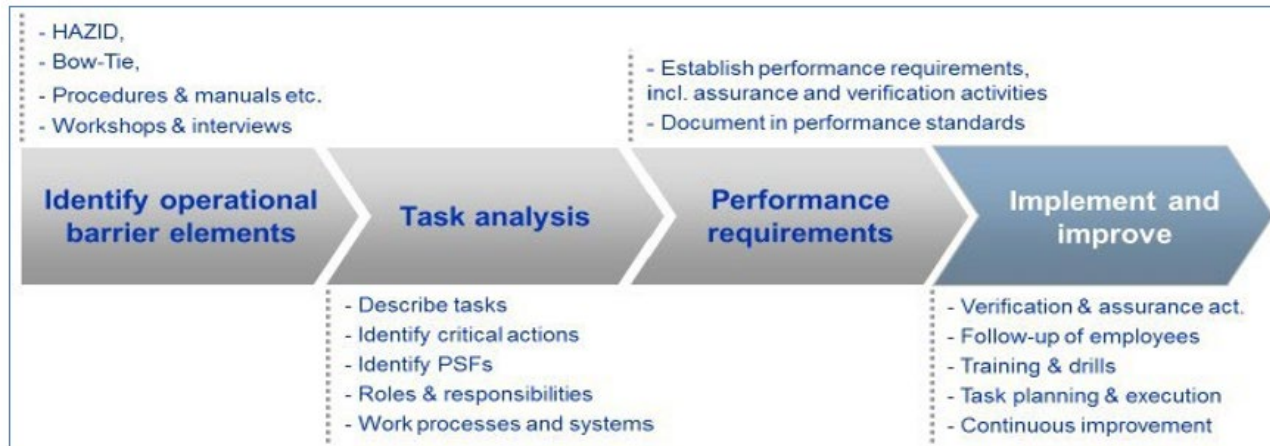 - HAZID,
- Bow-Tie,
- Procedures & manuals etc.
- Workshops & interviews
- Establish performance requirements,
incl. assurance and verification activities
- Document in performance standards
Identify operational
barrier elements
Task analysis
Performance
requirements
Implement and
improve
- Describe tasks
- Identify critical actions
- Identify PSFs
- Roles & responsibilities
- Work processes and systems
- Verification & assurance act.
- Follow-up of employees
- Training & drills
- Task planning & execution
- Continuous improvement